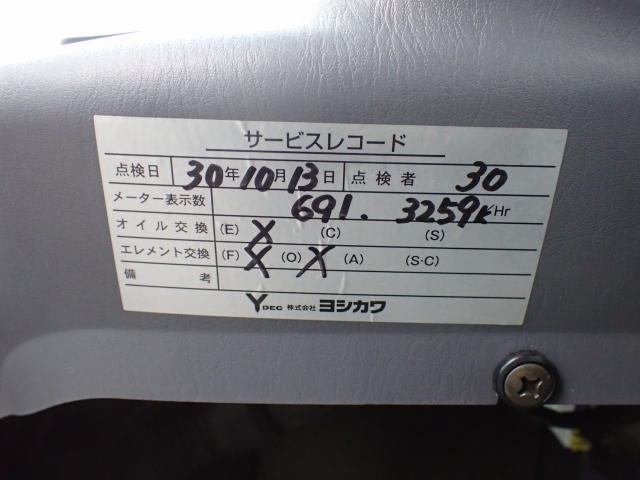 サービスレコード
点検日 30年10月13日 点検者 30
メーター表示数 691.3259K Hr
オイル交換 (E) X (C) (S)
エレメント交換 (F) X (O) X (A) (S·C)
備考
YDEC 株式会社 ヨシカワ